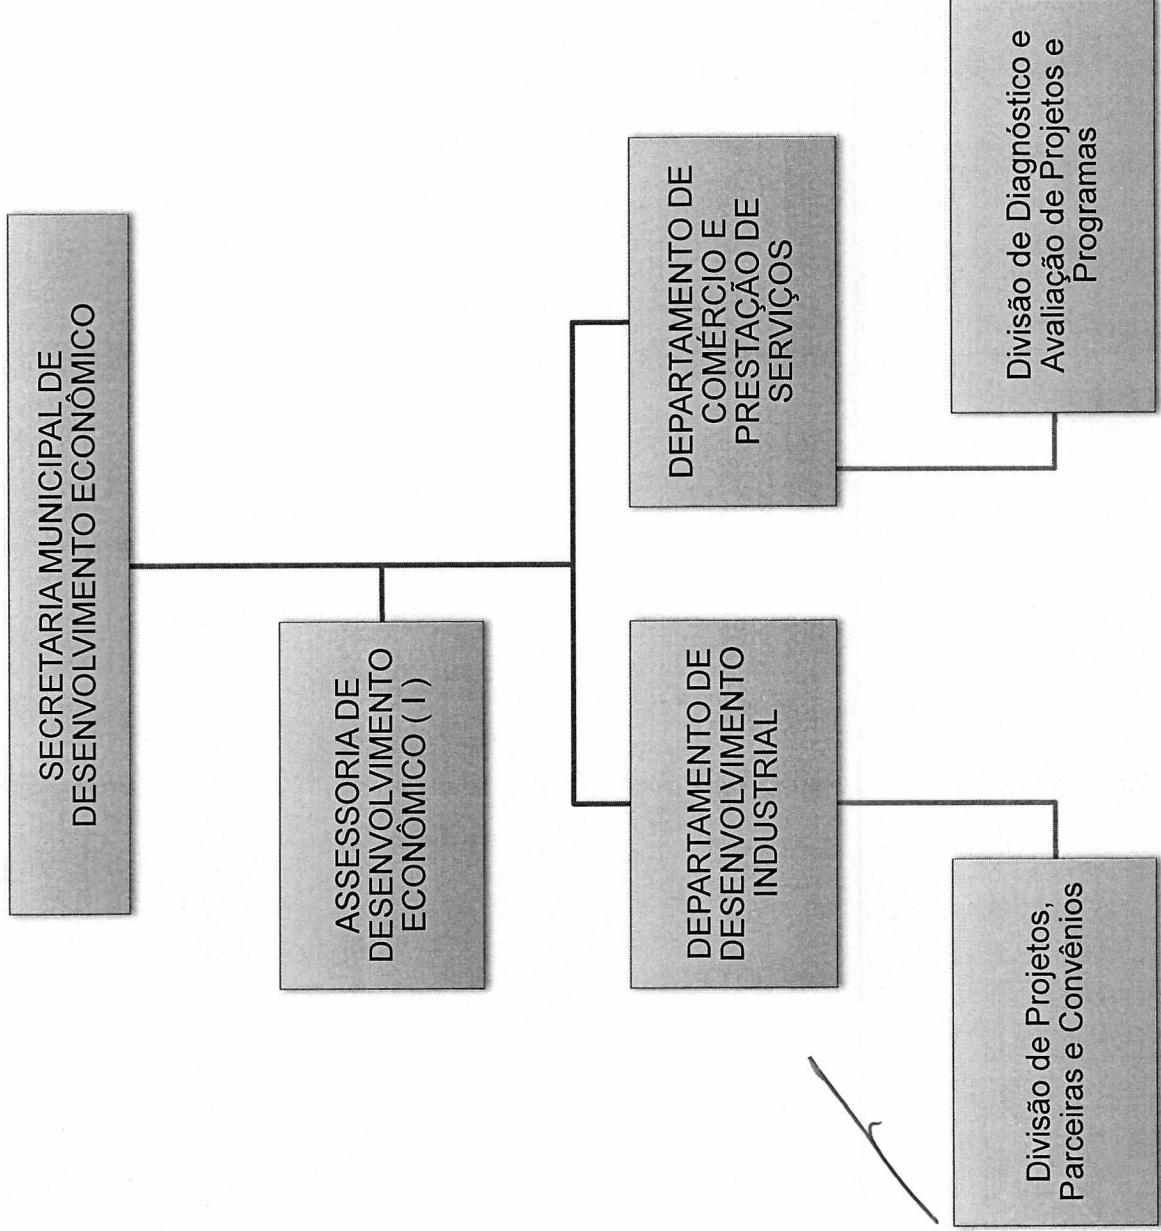 SECRETARIA MUNICIPAL DE
DESENVOLVIMENTO ECONÔMICO
ASSESSORIA DE
DESENVOLVIMENTO
ECONÔMICO ( I )
DEPARTAMENTO DE
DESENVOLVIMENTO
INDUSTRIAL
DEPARTAMENTO DE
COMÉRCIO E
PRESTAÇÃO DE
SERVIÇOS
Divisão de Projetos,
Parceiras e Convênios
Divisão de Diagnóstico e
Avaliação de Projetos e
Programas